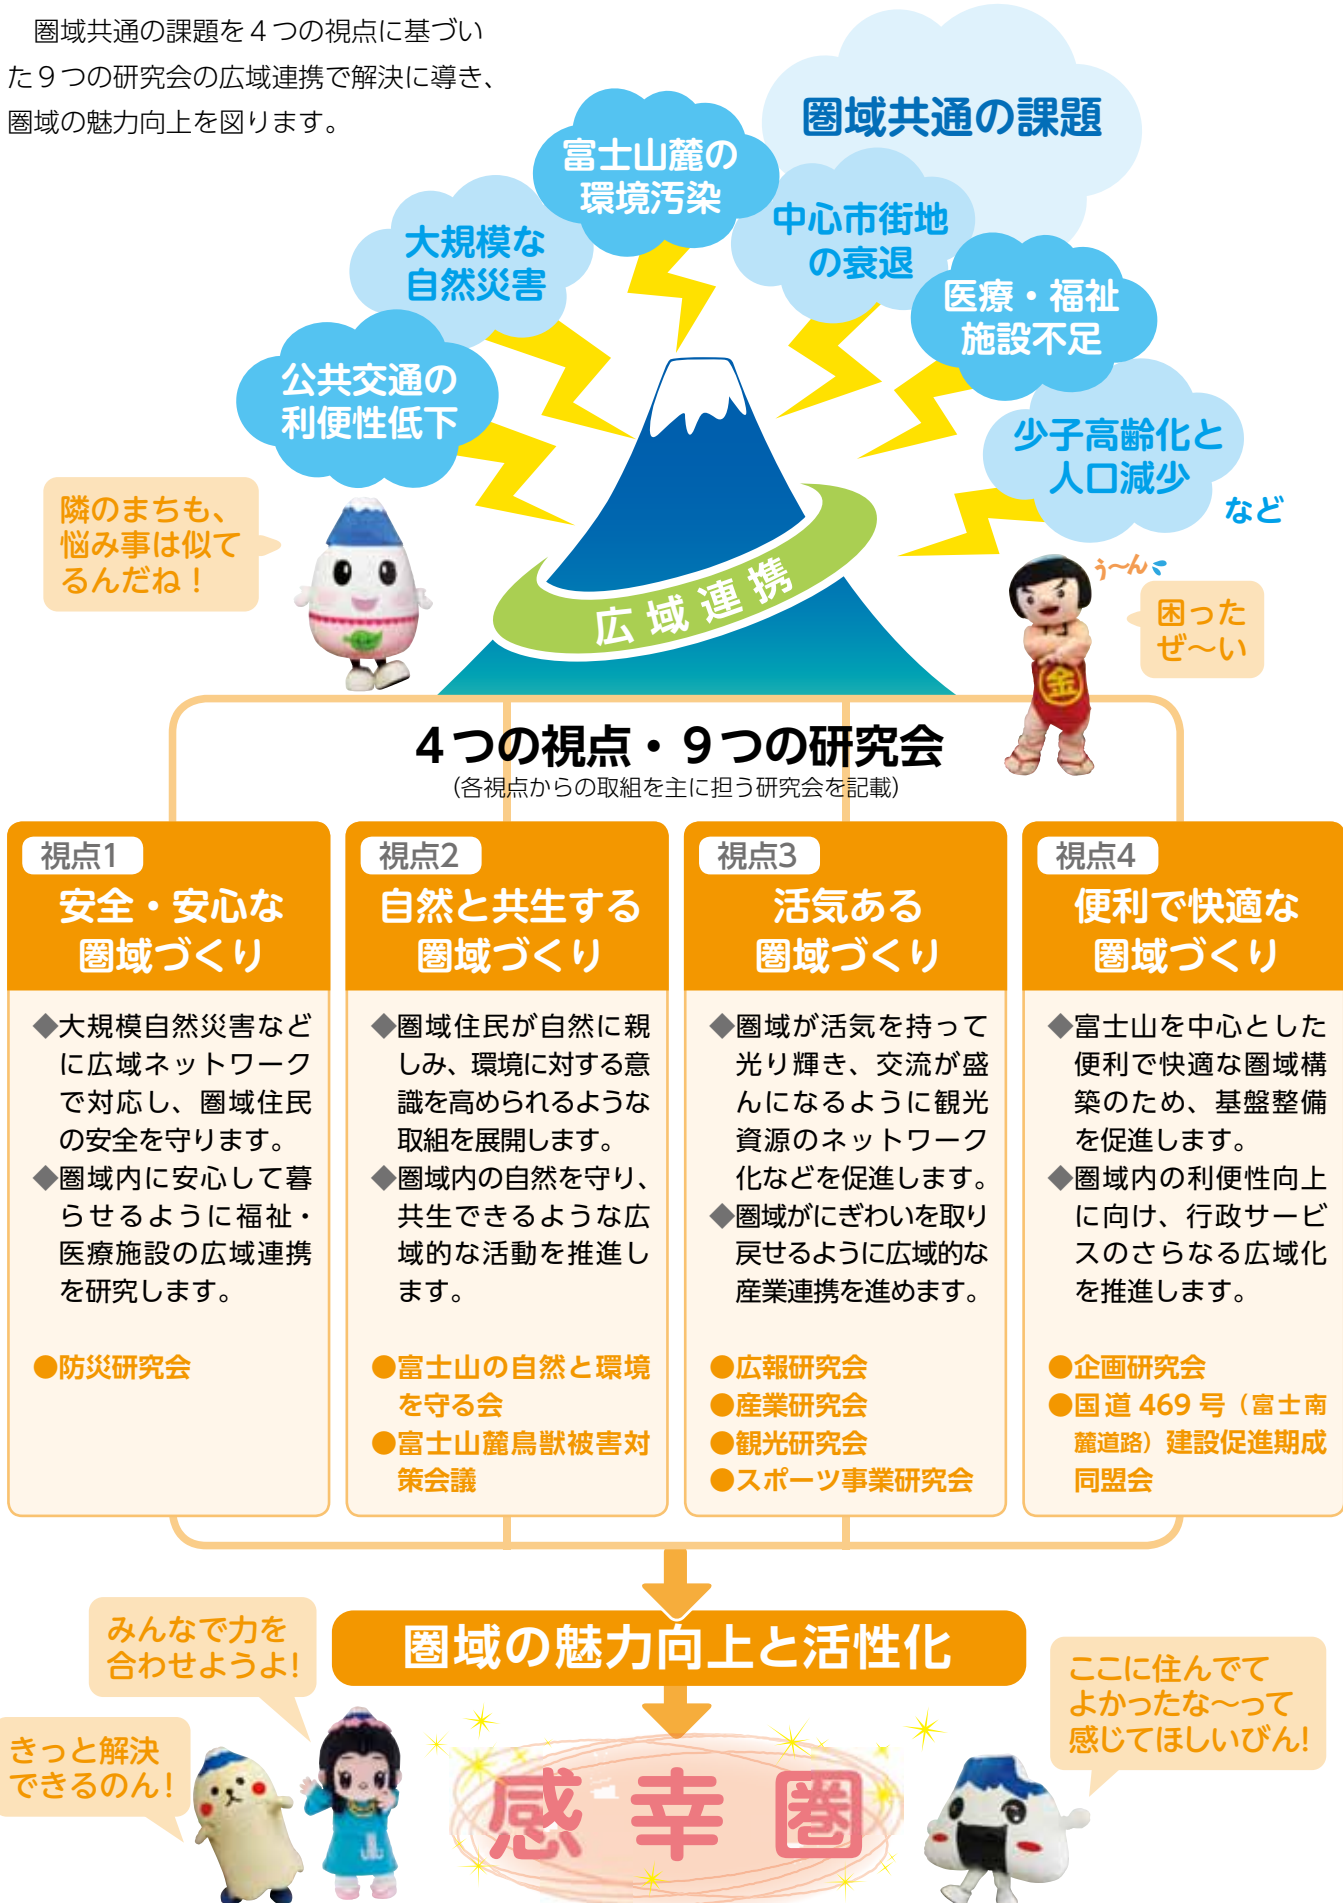 圏域共通の課題を４つの視点に基づい
た９つの研究会の広域連携で解決に導き、
圏域の魅力向上を図ります。
圏域共通の課題
富士山麓の
環境汚染
中心市街地
の衰退
大規模な
自然災害
医療・福祉
施設不足
公共交通の
利便性低下
少子高齢化と
人口減少
など
隣のまちも、
悩み事は似て
るんだね！
広域連携
う〜ん
困った
ぜ〜い
金
４つの視点・９つの研究会
（各視点からの取組を主に担う研究会を記載）
視点1
安全・安心な
圏域づくり
◆大規模自然災害など
に広域ネットワーク
で対応し、圏域住民
の安全を守ります。
◆圏域内に安心して暮
らせるように福祉・
医療施設の広域連携
を研究します。
●防災研究会
視点2
自然と共生する
圏域づくり
◆圏域住民が自然に親
しみ、環境に対する意
識を高められるような
取組を展開します。
◆圏域内の自然を守り、
共生できるような広
域的な活動を推進し
ます。
●富士山の自然と環境
を守る会
●富士山麓鳥獣被害対
策会議
視点3
活気ある
圏域づくり
◆圏域が活気を持って
光り輝き、交流が盛
んになるように観光
資源のネットワーク
化などを促進します。
◆圏域がにぎわいを取り
戻せるように広域的な
産業連携を進めます。
●広報研究会
●産業研究会
●観光研究会
●スポーツ事業研究会
視点4
便利で快適な
圏域づくり
◆富士山を中心とした
便利で快適な圏域構
築のため、基盤整備
を促進します。
◆圏域内の利便性向上
に向け、行政サービ
スのさらなる広域化
を推進します。
●企画研究会
●国道 469 号（富士南
麓道路）建設促進期成
同盟会
圏域の魅力向上と活性化
みんなで力を
合わせようよ！
きっと解決
できるのん！
ここに住んでて
よかったな〜って
感じてほしいびん！
感幸圏